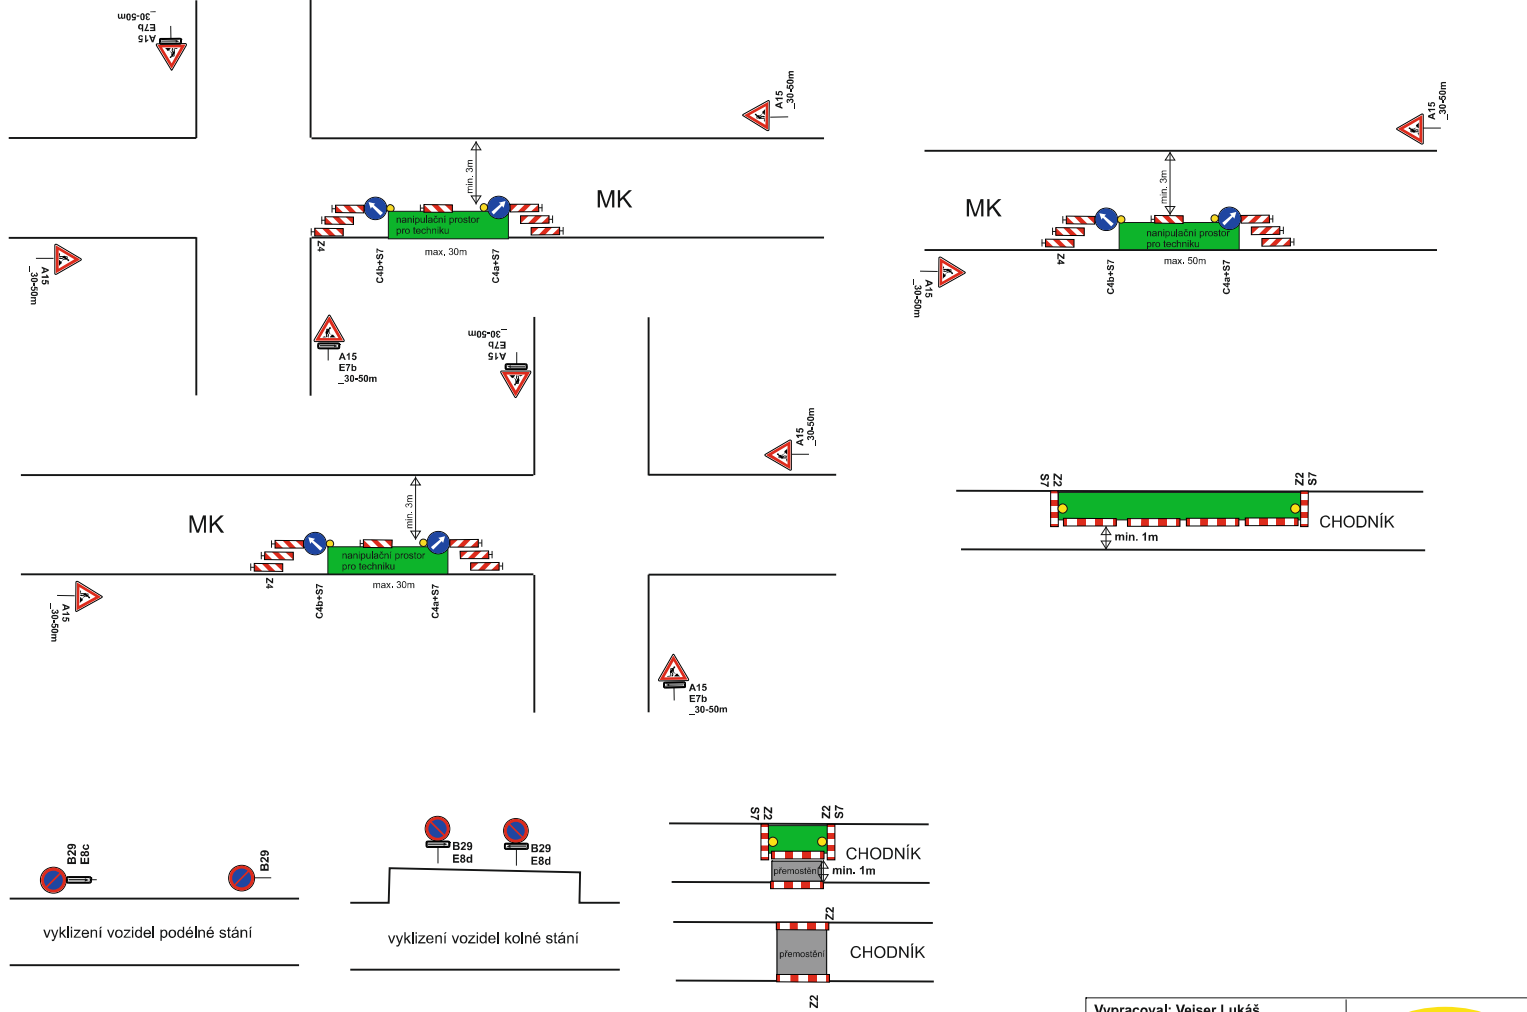 A15
E7b
_30-50m
A15
_30-50m
min. 3m
MK
nanipulační prostor
pro techniku
max, 30m
Z4
C4b+S7
C4a+S7
A15
_30-50m
A15
E7b
_30-50m
A15
_30-50m
min. 3m
MK
nanipulační prostor
pro techniku
max. 50m
Z4
C4b+S7
C4a+S7
A15
_30-50m
A15
E7b
_30-50m
A15
_30-50m
min. 3m
MK
nanipulační prostor
pro techniku
max. 30m
Z4
C4b+S7
C4a+S7
A15
_30-50m
A15
E7b
_30-50m
Z2
S7
Z2
S7
CHODNÍK
min. 1m
B29
E8c
B29
vyklizení vozidel podélné stání
B29
E8d
B29
E8d
vyklizení vozidel kolné stání
Z2
S7
Z2
S7
CHODNÍK
min. 1m
přemostění
Z2
přemostění
CHODNÍK
Z2
Vypracoval: Vejser Lukáš